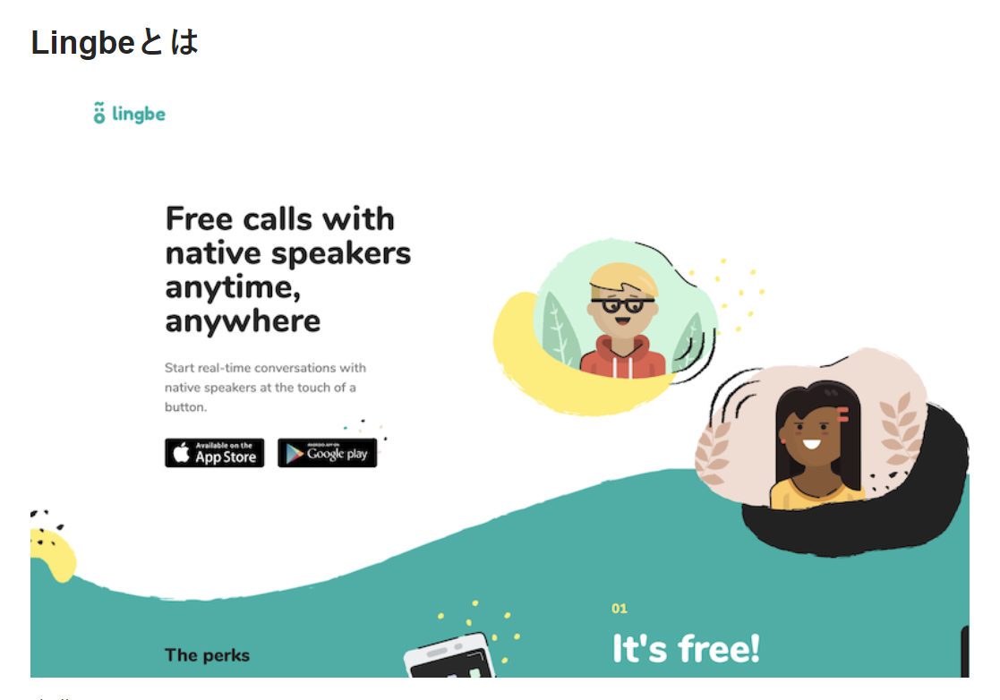 Lingbeとは
lingbe
Free calls with
native speakers
anytime,
anywhere
Start real-time conversations with
native speakers at the touch of a
button.
Available on the
App Store
ANDROID APP ON
Google play
01
The perks
It's free!